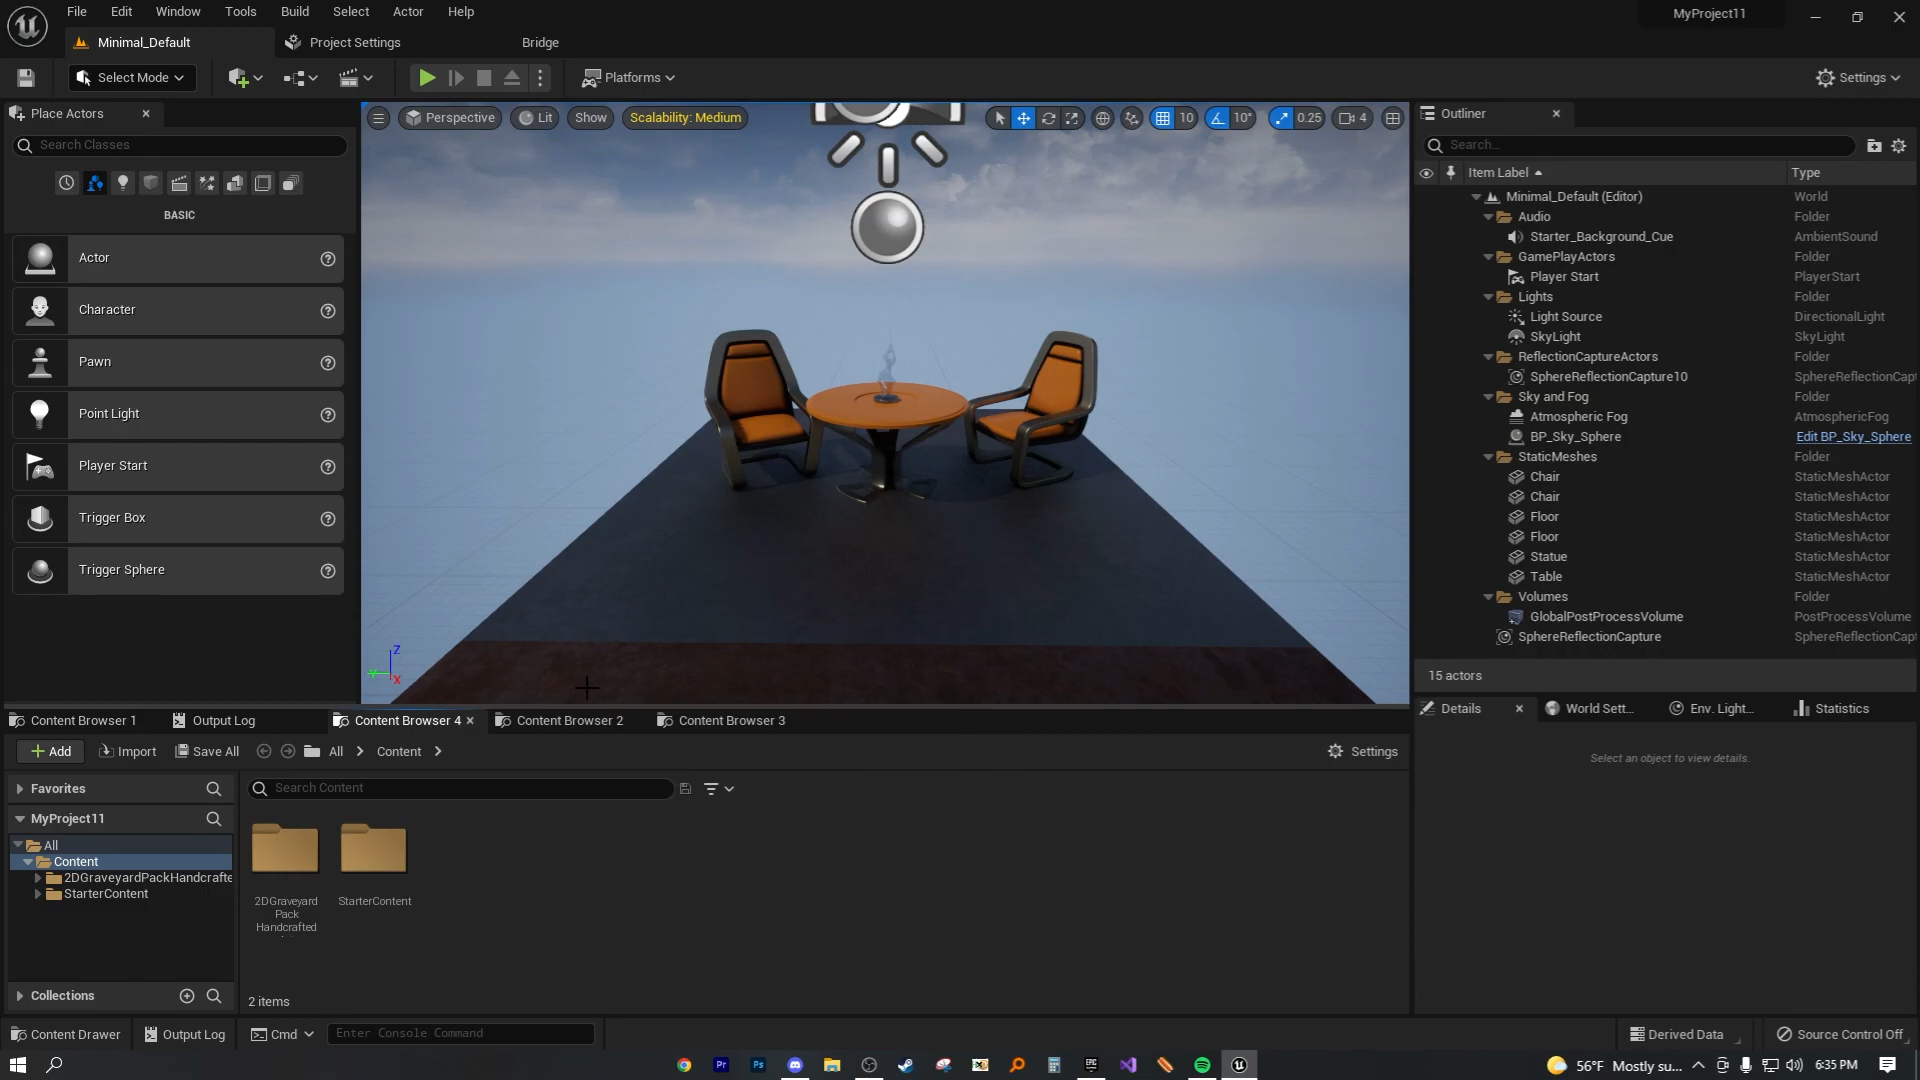 File Edit Window Tools Build Select Actor Help
MyProject11
Minimal_Default
Project Settings
Bridge
Select Mode
Platforms
Settings
Place Actors
Search Classes
BASIC
Actor
Character
Pawn
Point Light
Player Start
Trigger Box
Trigger Sphere
Perspective
Lit
Show
Scalability: Medium
10
10°
0.25
4
Z
Y
X
Outliner
Search...
Item Label
Type
Minimal_Default (Editor) World
Audio Folder
Starter_Background_Cue AmbientSound
GamePlayActors Folder
Player Start PlayerStart
Lights Folder
Light Source DirectionalLight
SkyLight SkyLight
ReflectionCaptureActors Folder
SphereReflectionCapture10 SphereReflectionCapt
Sky and Fog Folder
Atmospheric Fog AtmosphericFog
BP_Sky_Sphere Edit BP_Sky_Sphere
StaticMeshes Folder
Chair StaticMeshActor
Chair StaticMeshActor
Floor StaticMeshActor
Floor StaticMeshActor
Statue StaticMeshActor
Table StaticMeshActor
Volumes Folder
GlobalPostProcessVolume PostProcessVolume
SphereReflectionCapture SphereReflectionCapt
15 actors
Details
World Sett...
Env. Light...
Statistics
Select an object to view details.
Content Browser 1
Output Log
Content Browser 4
Content Browser 2
Content Browser 3
Add
Import
Save All
All
Content
Settings
Favorites
MyProject11
All
Content
2DGraveyardPackHandcrafte
StarterContent
Collections
Search Content
2DGraveyard
Pack
Handcrafted
StarterContent
2 items
Content Drawer
Output Log
Cmd
Enter Console Command
Derived Data
Source Control Off
Pr
Ps
EPIC
56°F Mostly su...
6:35 PM